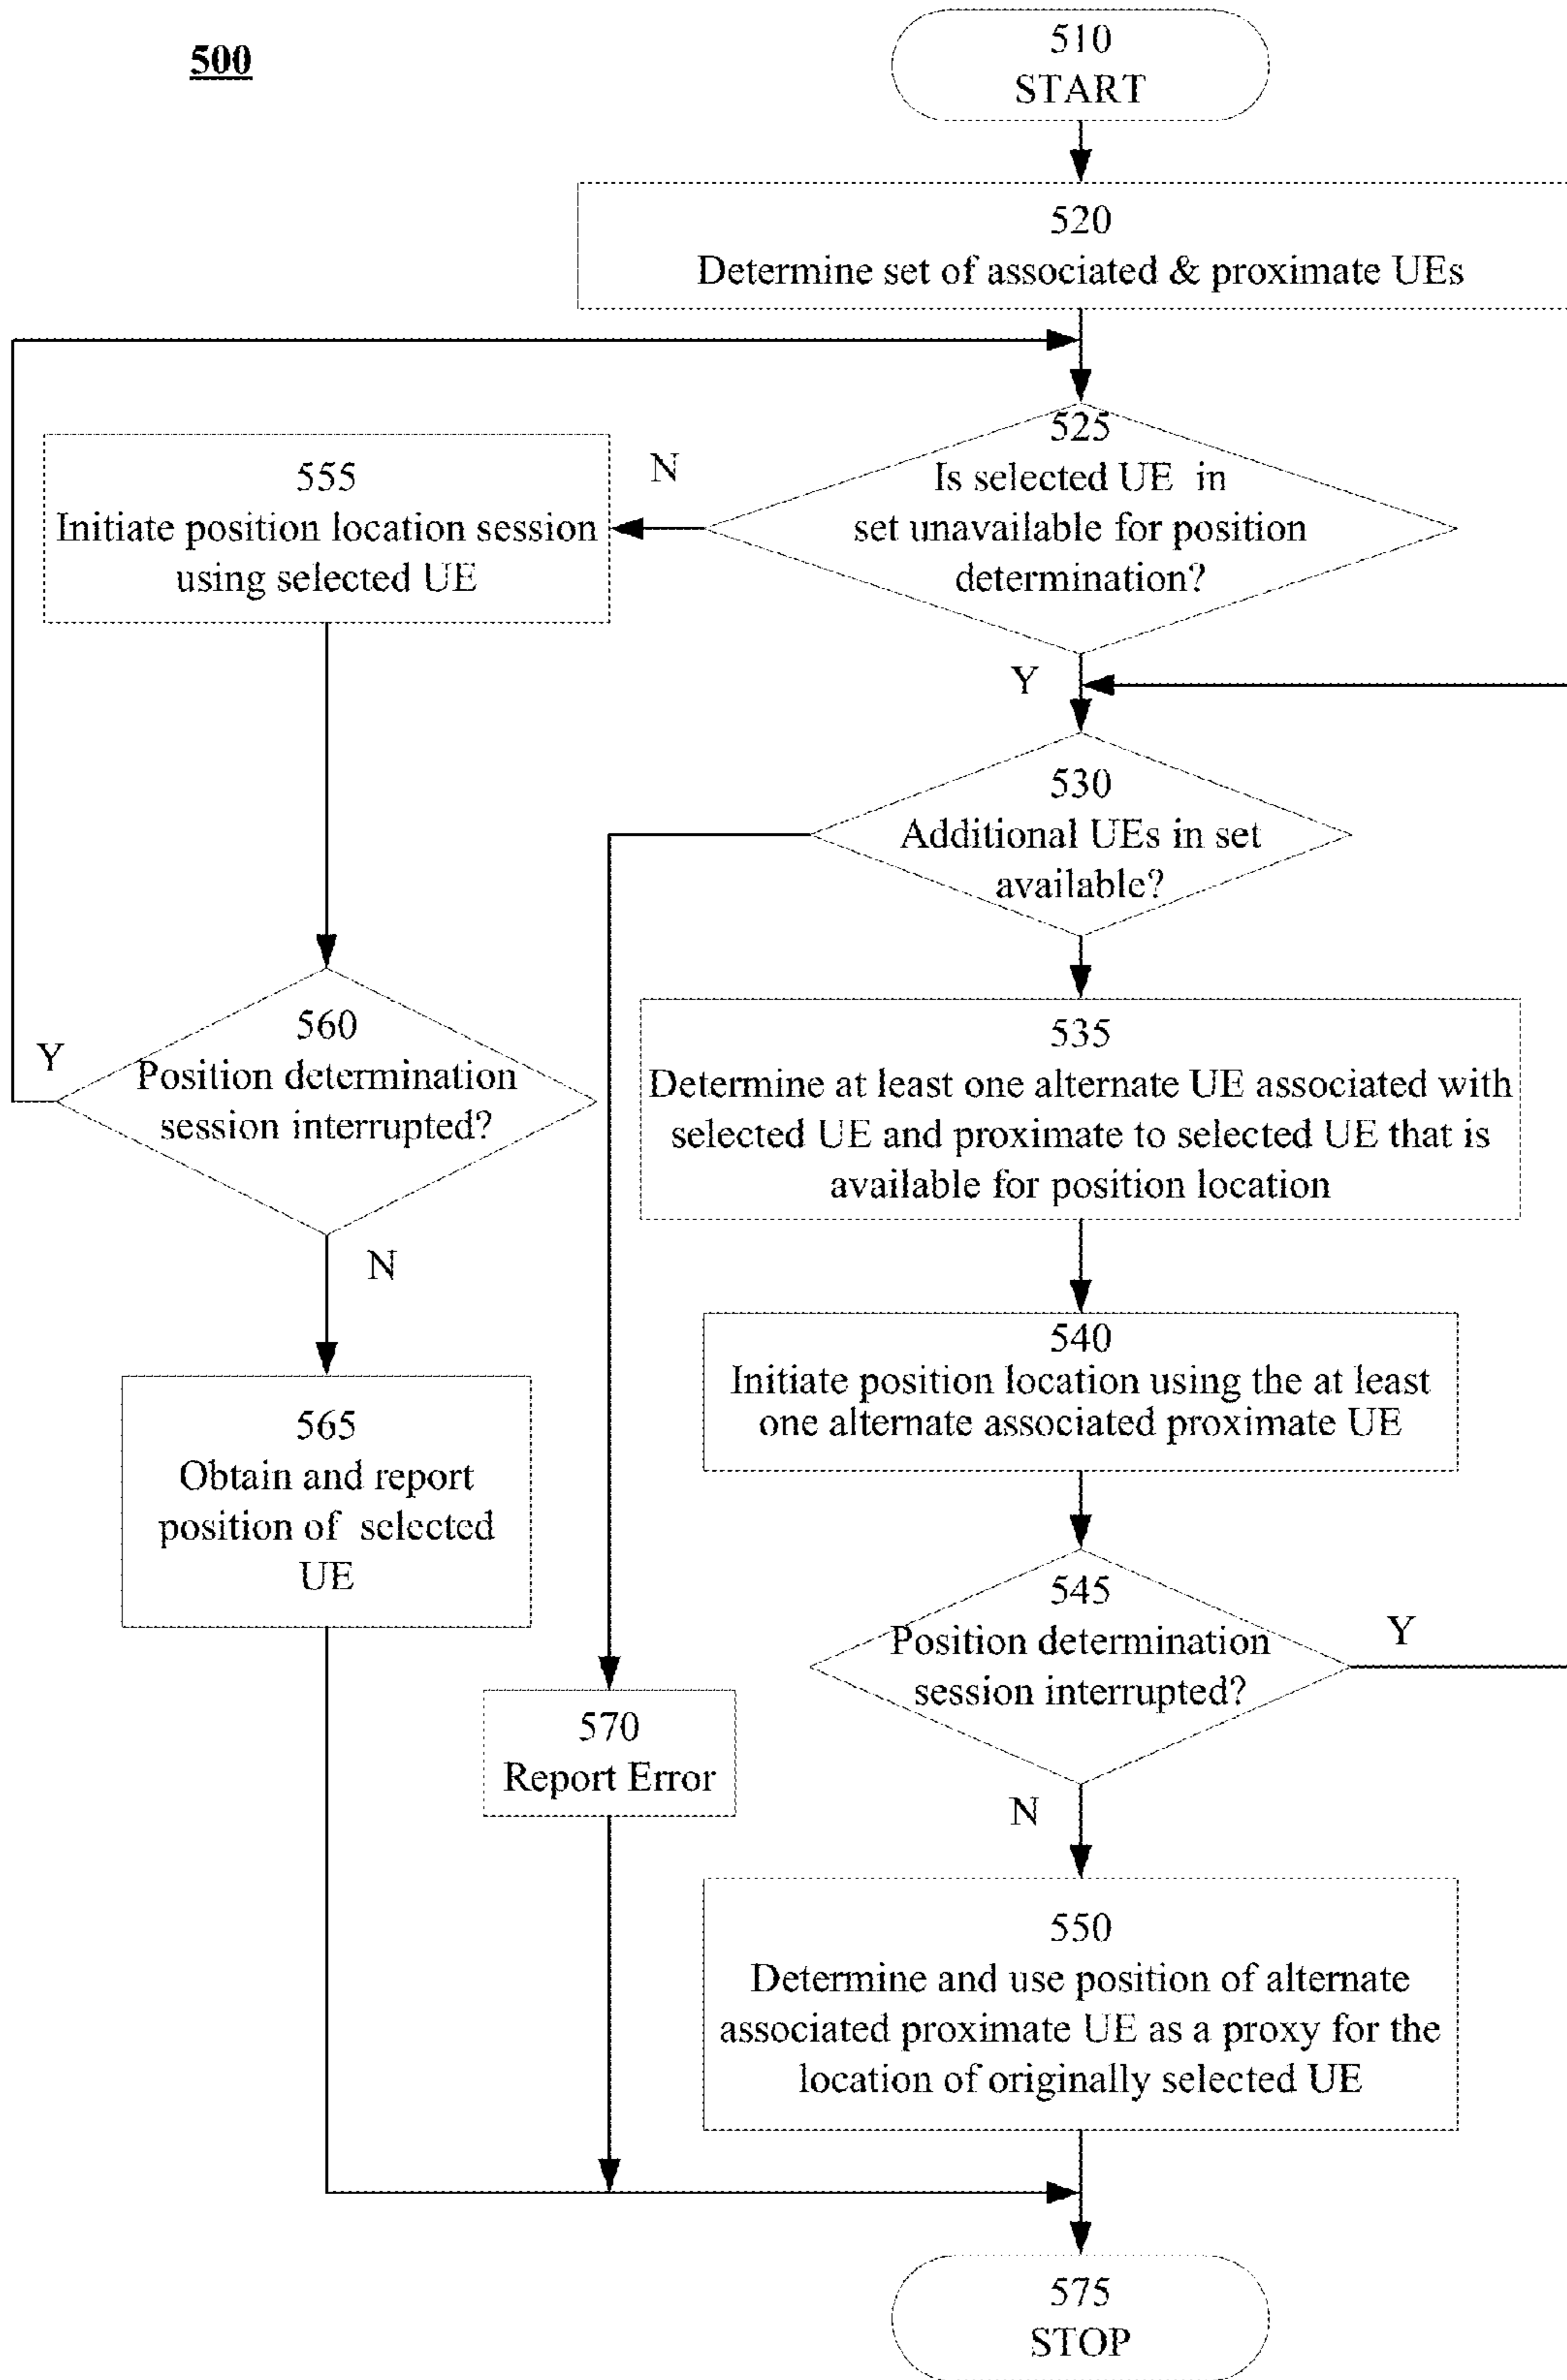 500
510
START
520
Determine set of associated & proximate UEs
525
Is selected UE in
set unavailable for position
determination?
N
555
Initiate position location session
using selected UE
Y
530
Additional UEs in set
available?
535
Determine at least one alternate UE associated with
selected UE and proximate to selected UE that is
available for position location
560
Position determination
session interrupted?
Y
N
540
Initiate position location using the at least
one alternate associated proximate UE
565
Obtain and report
position of selected
UE
545
Position determination
session interrupted?
Y
N
570
Report Error
550
Determine and use position of alternate
associated proximate UE as a proxy for the
location of originally selected UE
575
STOP